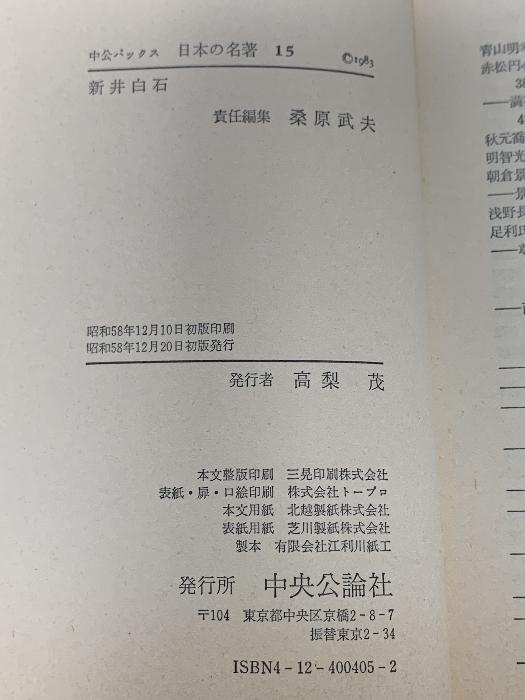 中公バックス 日本の名著 15
©1983
新井白石
責任編集 桑原武夫
昭和58年12月10日初版印刷
昭和58年12月20日初版発行
発行者 高梨 茂
本文整版印刷 三晃印刷株式会社
表紙・扉・口絵印刷 株式会社トープロ
本文用紙 北越製紙株式会社
表紙用紙 芝川製紙株式会社
製本 有限会社江利川紙工
発行所 中央公論社
〒104 東京都中央区京橋2-8-7
振替東京2-34
ISBN4-12-400405-2
青山明
赤松円
38
——満
4
秋元喬
明智光
朝倉景
——景
浅野長
足利氏